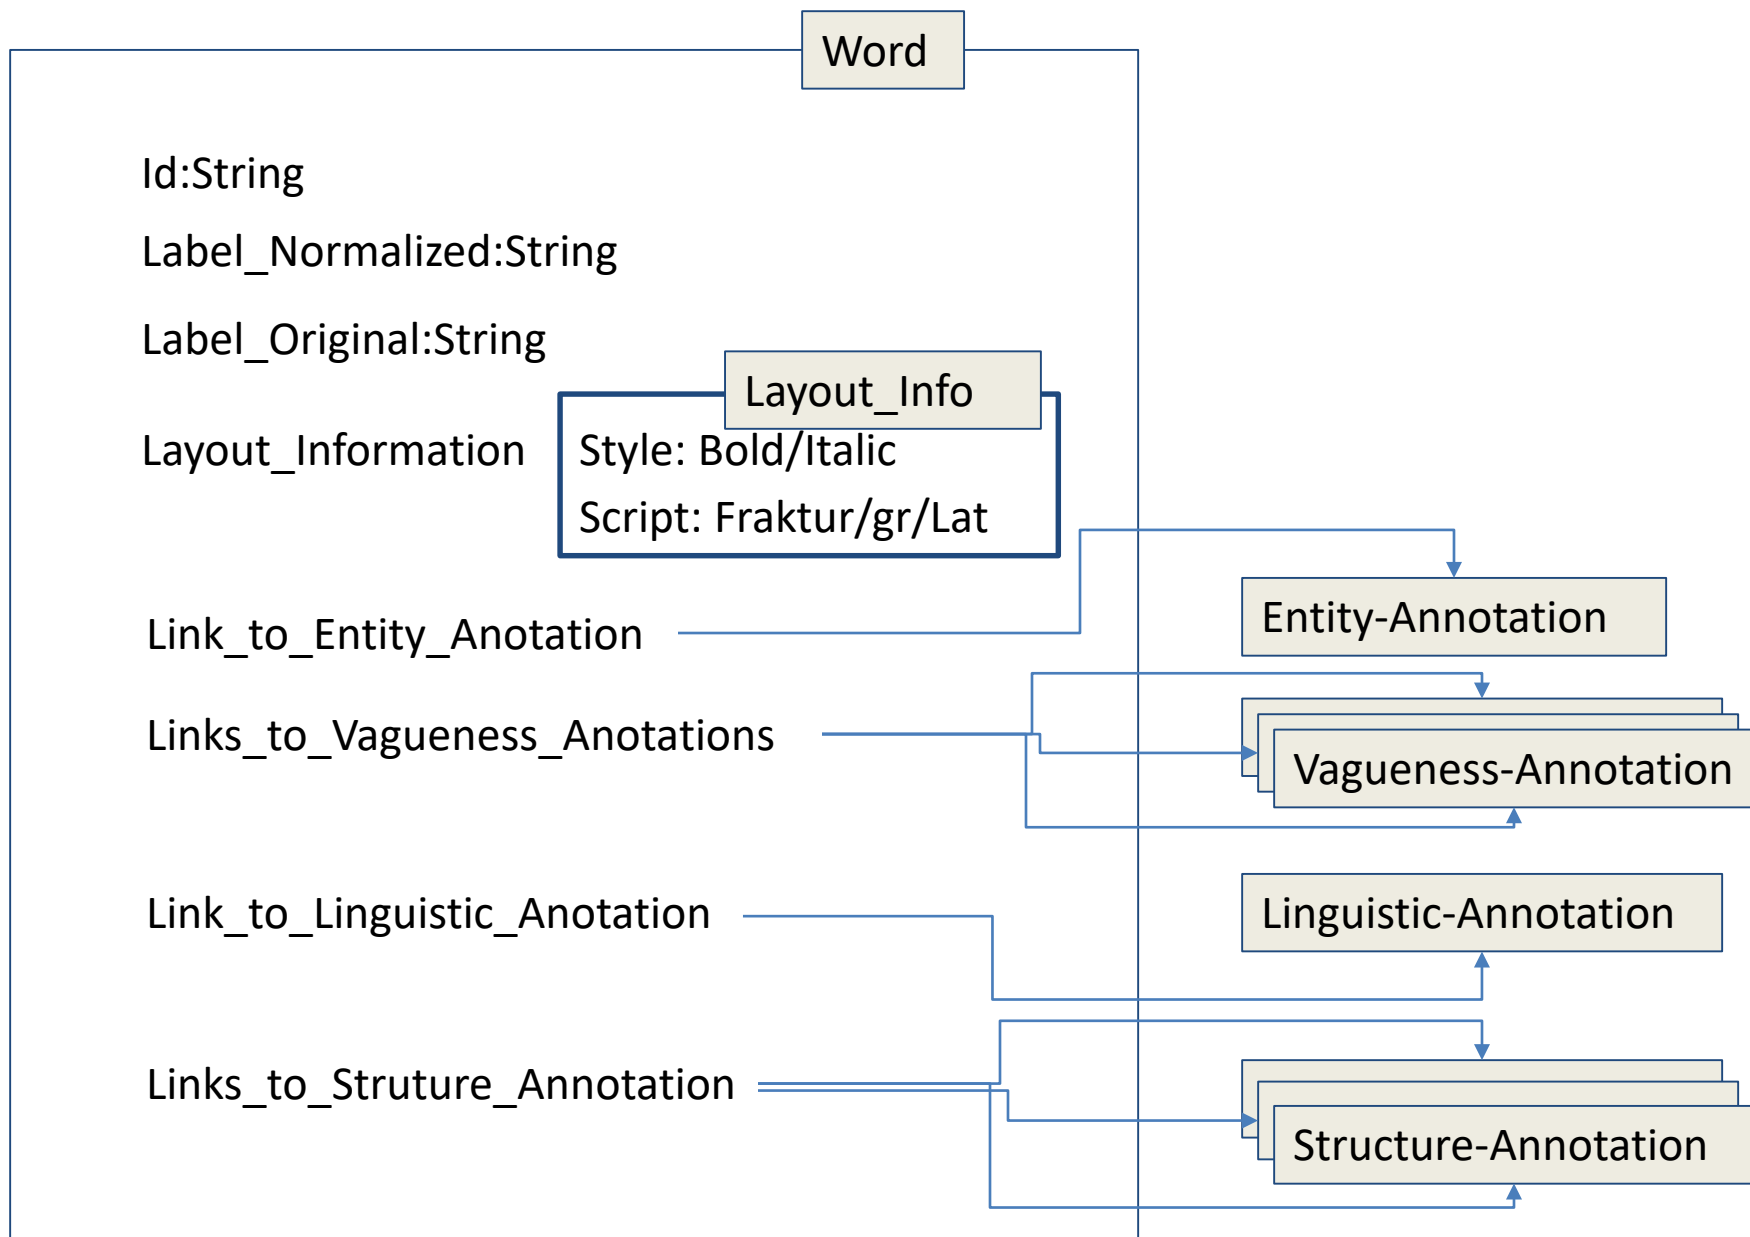 Word
Id:String
Label_Normalized:String
Label_Original:String
Layout_Info
Layout_Information
Style: Bold/Italic
Script: Fraktur/gr/Lat
Link_to_Entity_Anotation
Entity-Annotation
Links_to_Vagueness_Anotations
Vagueness-Annotation
Link_to_Linguistic_Anotation
Linguistic-Annotation
Links_to_Struture_Annotation
Structure-Annotation